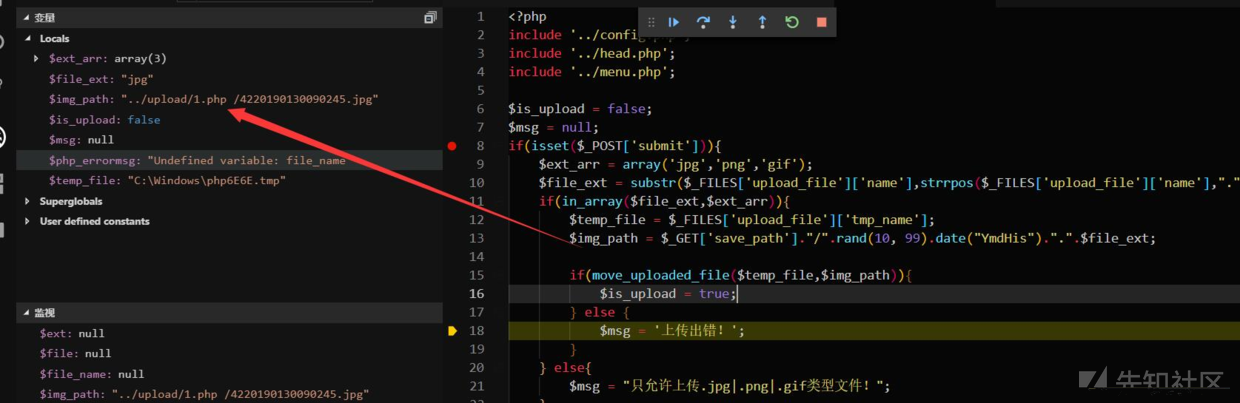 变量
Locals
$ext_arr: array(3)
$file_ext: "jpg"
$img_path: "../upload/1.php /4220190130090245.jpg"
$is_upload: false
$msg: null
$php_errormsg: "Undefined variable: file_name
$temp_file: "C:\Windows\php6E6E.tmp"
Superglobals
User defined constants
监视
$ext: null
$file: null
$file_name: null
$img_path: "../upload/1.php /4220190130090245.jpg"
1 <?php
2 include '../config
3 include '../head.php';
4 include '../menu.php';
5
6 $is_upload = false;
7 $msg = null;
8 if(isset($_POST['submit'])){
9 $ext_arr = array('jpg','png','gif');
10 $file_ext = substr($_FILES['upload_file']['name'],strrpos($_FILES['upload_file']['name'],"."
11 if(in_array($file_ext,$ext_arr)){
12 $temp_file = $_FILES['upload_file']['tmp_name'];
13 $img_path = $_GET['save_path']."/".rand(10, 99).date("YmdHis").".".$file_ext;
14
15 if(move_uploaded_file($temp_file,$img_path)){
16 $is_upload = true;
17 } else {
18 $msg = '上传出错！';
19 }
20 } else{
21 $msg = "只允许上传.jpg|.png|.gif类型文件！";
先知社区